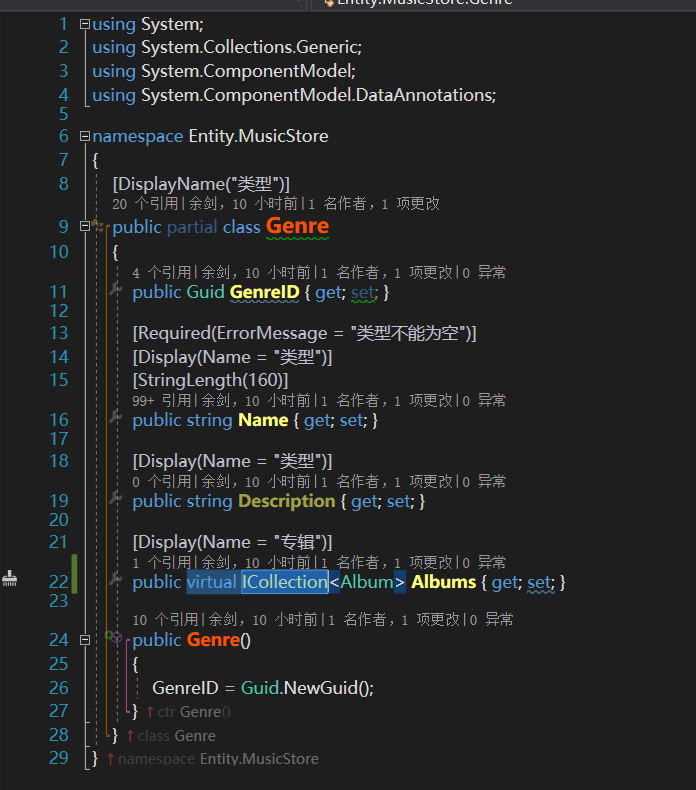 Entity.MusicStore.Genre
1 using System;
2 using System.Collections.Generic;
3 using System.ComponentModel;
4 using System.ComponentModel.DataAnnotations;
5
6 namespace Entity.MusicStore
7 {
8 [DisplayName("类型")]
20 个引用|余剑，10 小时前|1 名作者，1 项更改
9 public partial class Genre
10 {
4 个引用|余剑，10 小时前|1 名作者，1 项更改|0 异常
11 public Guid GenreID { get; set; }
12
13 [Required(ErrorMessage = "类型不能为空")]
14 [Display(Name = "类型")]
15 [StringLength(160)]
99+ 引用|余剑，10 小时前|1 名作者，1 项更改|0 异常
16 public string Name { get; set; }
17
18 [Display(Name = "类型")]
0 个引用|余剑，10 小时前|1 名作者，1 项更改|0 异常
19 public string Description { get; set; }
20
21 [Display(Name = "专辑")]
1 个引用|余剑，10 小时前|1 名作者，1 项更改|0 异常
22 public virtual ICollection<Album> Albums { get; set; }
23
10 个引用|余剑，10 小时前|1 名作者，1 项更改|0 异常
24 public Genre()
25 {
26 GenreID = Guid.NewGuid();
27 } ↑ctr Genre()
28 } ↑class Genre
29 } ↑namespace Entity.MusicStore